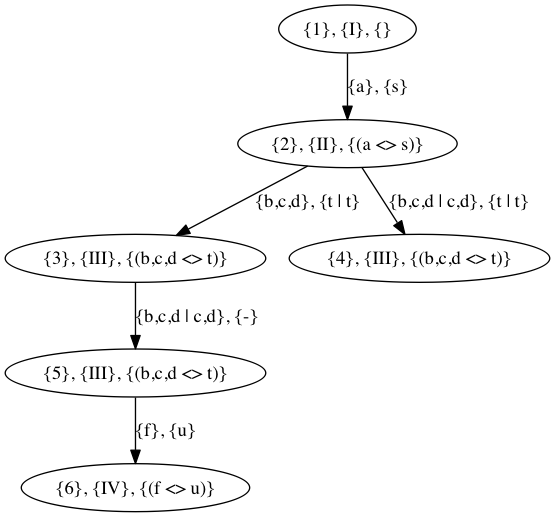 {1}, {I}, {}
{a}, {s}
{2}, {II}, {(a <> s)}
{b,c,d}, {t | t}
{b,c,d | c,d}, {t | t}
{3}, {III}, {(b,c,d <> t)}
{4}, {III}, {(b,c,d <> t)}
{b,c,d | c,d}, {-}
{5}, {III}, {(b,c,d <> t)}
{f}, {u}
{6}, {IV}, {(f <> u)}